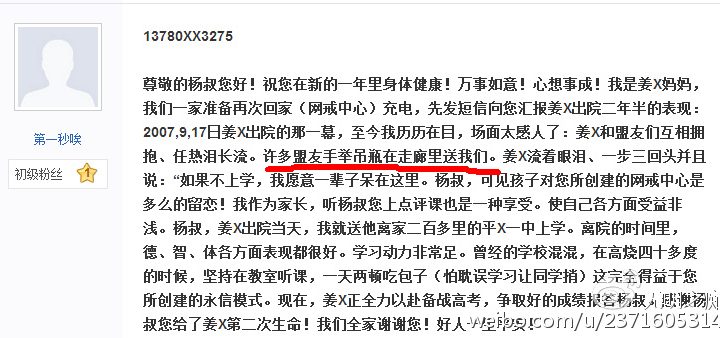 13780XX3275
尊敬的杨叔您好！祝您在新的一年里身体健康！万事如意！心想事成！我是姜X妈妈，
我们一家准备再次回家（网戒中心）充电，先发短信向您汇报姜X出院二年半的表现：
2007,9,17日姜X出院的那一幕，至今我历历在目，场面太感人了：姜X和盟友们互相拥
抱、任热泪长流。许多盟友手举吊瓶在走廊里送我们。姜X流着眼泪、一步三回头并且
说：“如果不上学，我愿意一辈子呆在这里。杨叔，可见孩子对您所创建的网戒中心是
多么的留恋！我作为家长，听杨叔您上点评课也是一种享受。使自己各方面受益非
浅。杨叔，姜X出院当天，我就送他离家二百多里的平X一中上学。离院的时间里，
德、智、体各方面表现都很好。学习动力非常足。曾经的学校混混，在高烧四十多度
的时候，坚持在教室听课，一天两顿吃包子（怕耽误学习让同学捎）这完全得益于您
所创建的永信模式。现在，姜X正全力以赴备战高考，争取好的成绩报答杨叔，感谢杨
叔您给了姜X第二次生命！我们全家谢谢您！好人一生平安！
第一秒唉
初级粉丝
1
weibo.com/u/2371605314